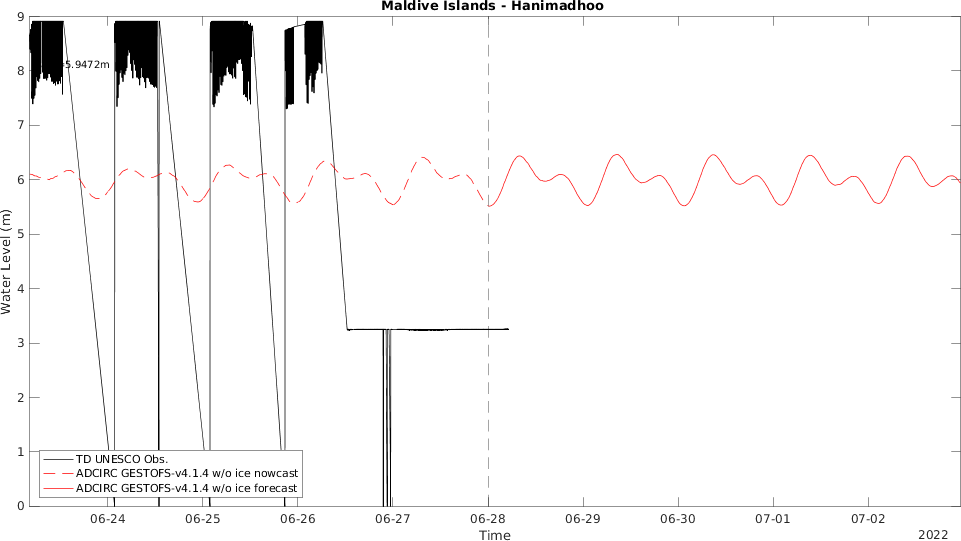 Maldive Islands - Hanimadhoo
Water Level (m)
9
8
7
6
5
4
3
2
1
0
5.9472m
TD UNESCO Obs.
ADCIRC GESTOFS-v4.1.4 w/o ice nowcast
ADCIRC GESTOFS-v4.1.4 w/o ice forecast
06-24 06-25 06-26 06-27 06-28 06-29 06-30 07-01 07-02
Time
2022